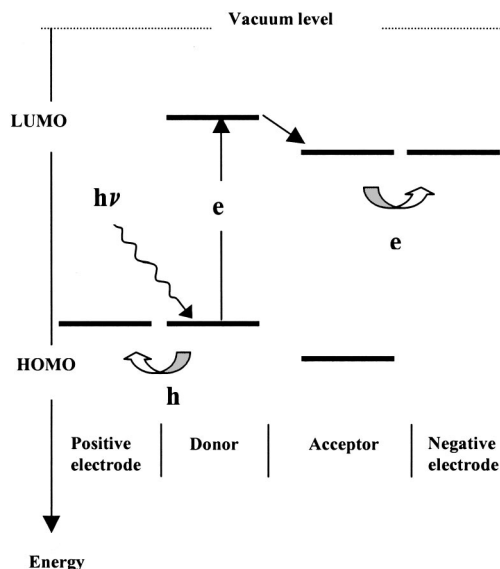 Vacuum level
LUMO
hν
e
e
HOMO
h
Positive electrode
Donor
Acceptor
Negative electrode
Energy